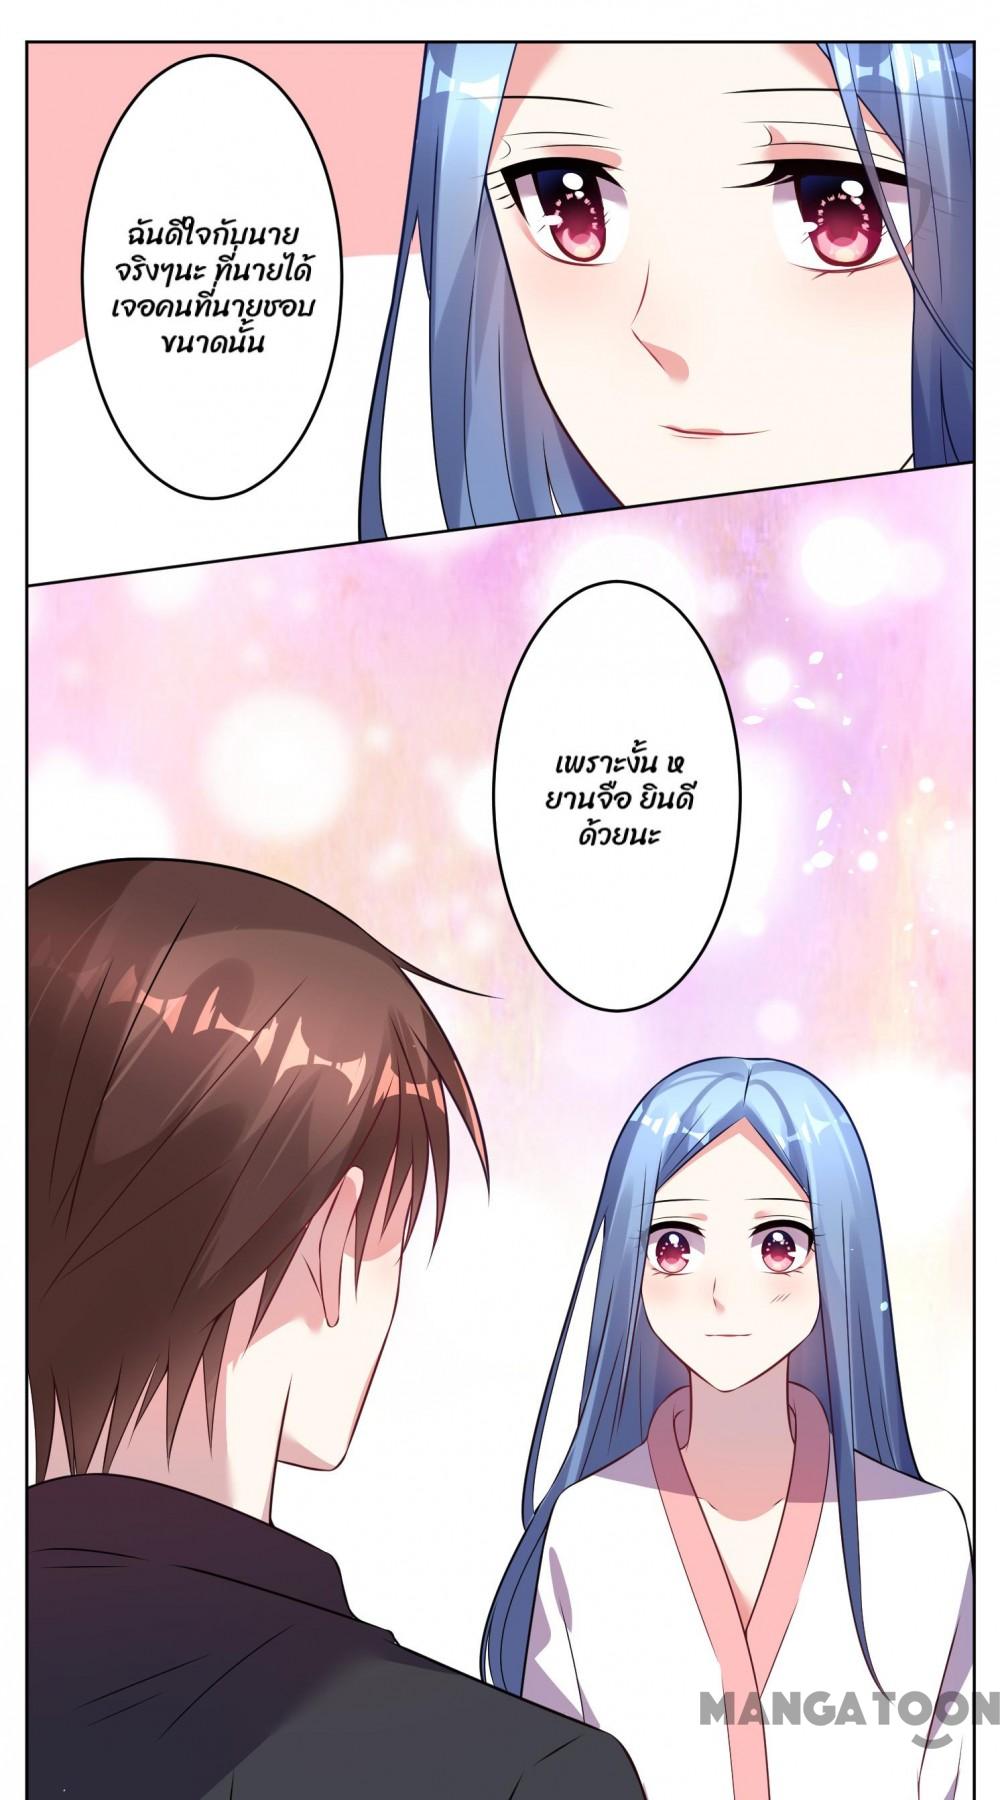 ฉันดีใจกับนาย
จริงๆนะ ที่นายได้
เจอคนที่นายชอบ
ขนาดนั้น
เพราะงั้น ห
ยานจือ ยินดี
ด้วยนะ
MANGATOON